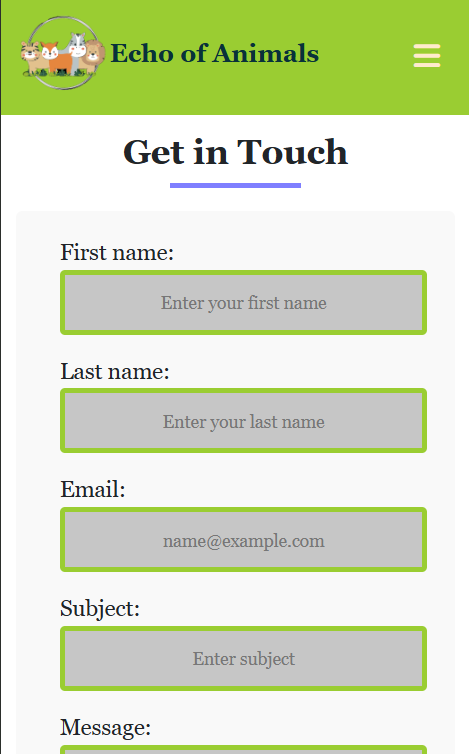 Echo of Animals
Get in Touch
First name:
Enter your first name
Last name:
Enter your last name
Email:
name@example.com
Subject:
Enter subject
Message: